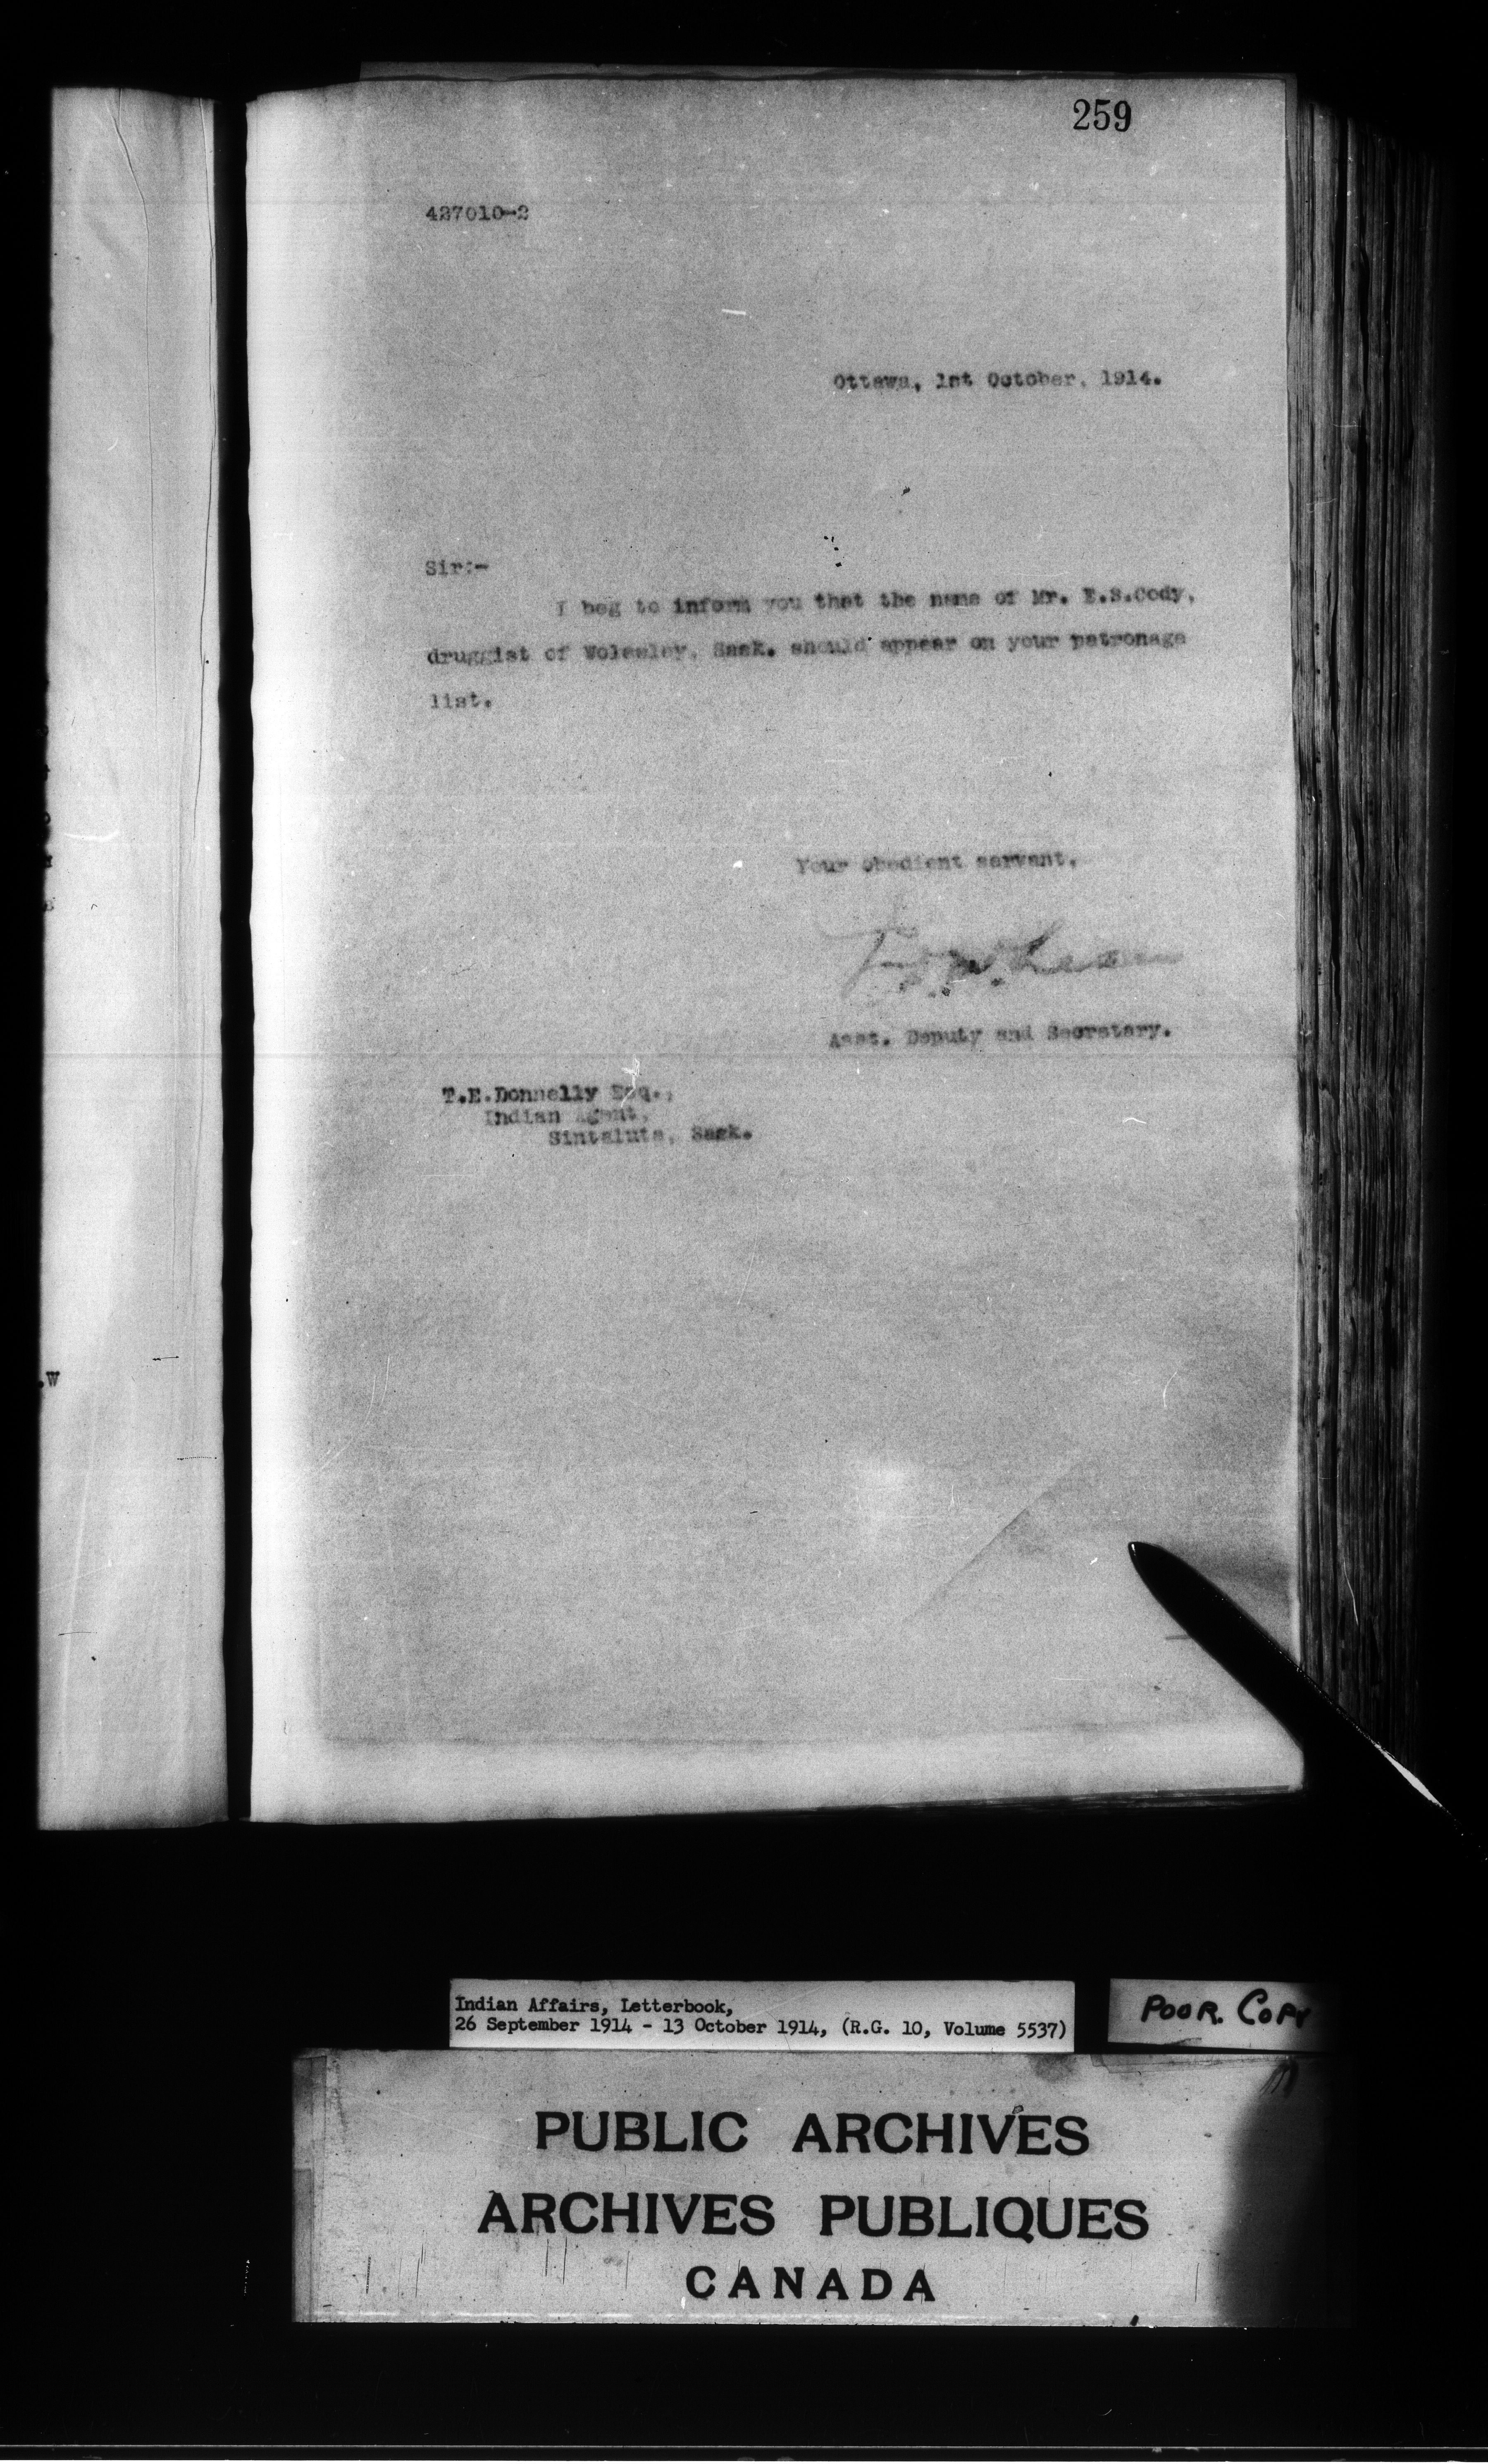 259
427010-2
Ottawa, 1st October, 1914.
Sir:-
I beg to inform you that the name of Mr. E.S.Cody,
druggist of Wolseley, Sask. should appear on your patronage
list.
Your obedient servant,
Asst. Deputy and Secretary.
T.E.Donnelly Esq.,
Indian Agent,
Sintaluta, Sask.
.W
Indian Affairs, Letterbook,
26 September 1914 - 13 October 1914, (R.G. 10, Volume 5537)
POOR. COPY
PUBLIC ARCHIVES
ARCHIVES PUBLIQUES
CANADA